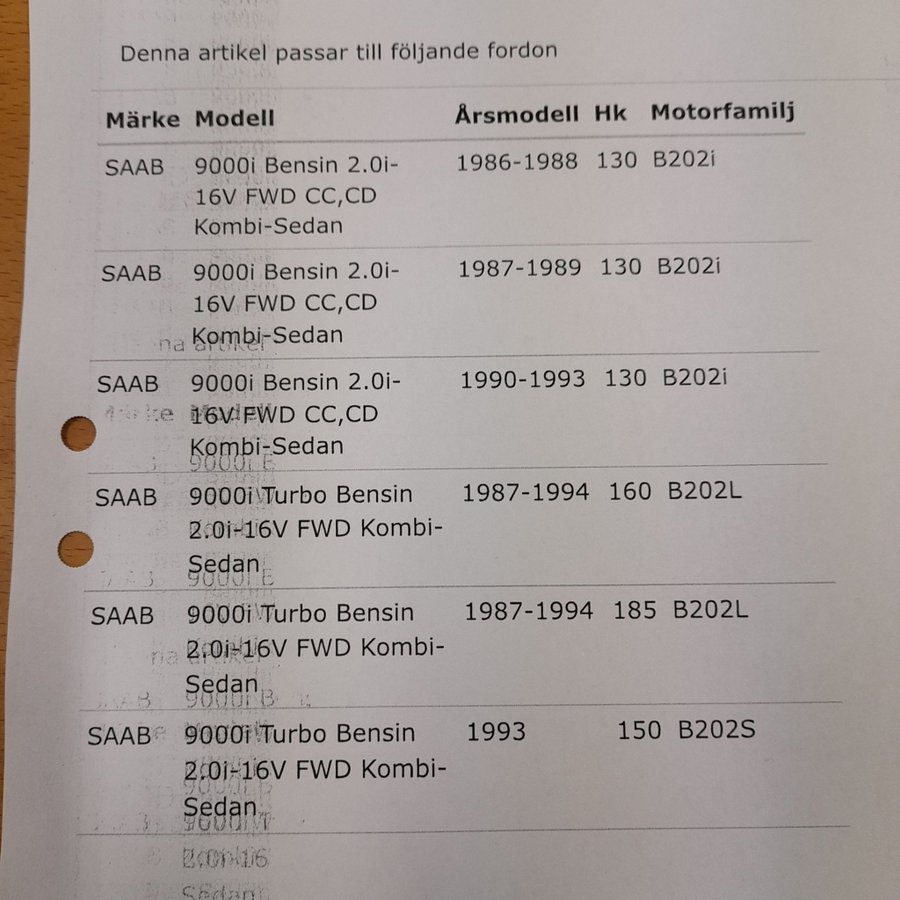 Denna artikel passar till följande fordon
Märke Modell Årsmodell Hk Motorfamilj
SAAB 9000i Bensin 2.0i- 1986-1988 130 B202i
16V FWD CC,CD
Kombi-Sedan
SAAB 9000i Bensin 2.0i- 1987-1989 130 B202i
16V FWD CC,CD
Kombi-Sedan
na artikel
SAAB 9000i Bensin 2.0i- 1990-1993 130 B202i
16V FWD CC,CD
Kombi-Sedan
SAAB 9000i Turbo Bensin 1987-1994 160 B202L
2.0i-16V FWD Kombi-
Sedan
SAAB 9000i Turbo Bensin 1987-1994 185 B202L
2.0i-16V FWD Kombi-
na artikel
Sedan
SAAB 9000i Turbo Bensin 1993 150 B202S
2.0i-16V FWD Kombi-
Sedan
Sedan